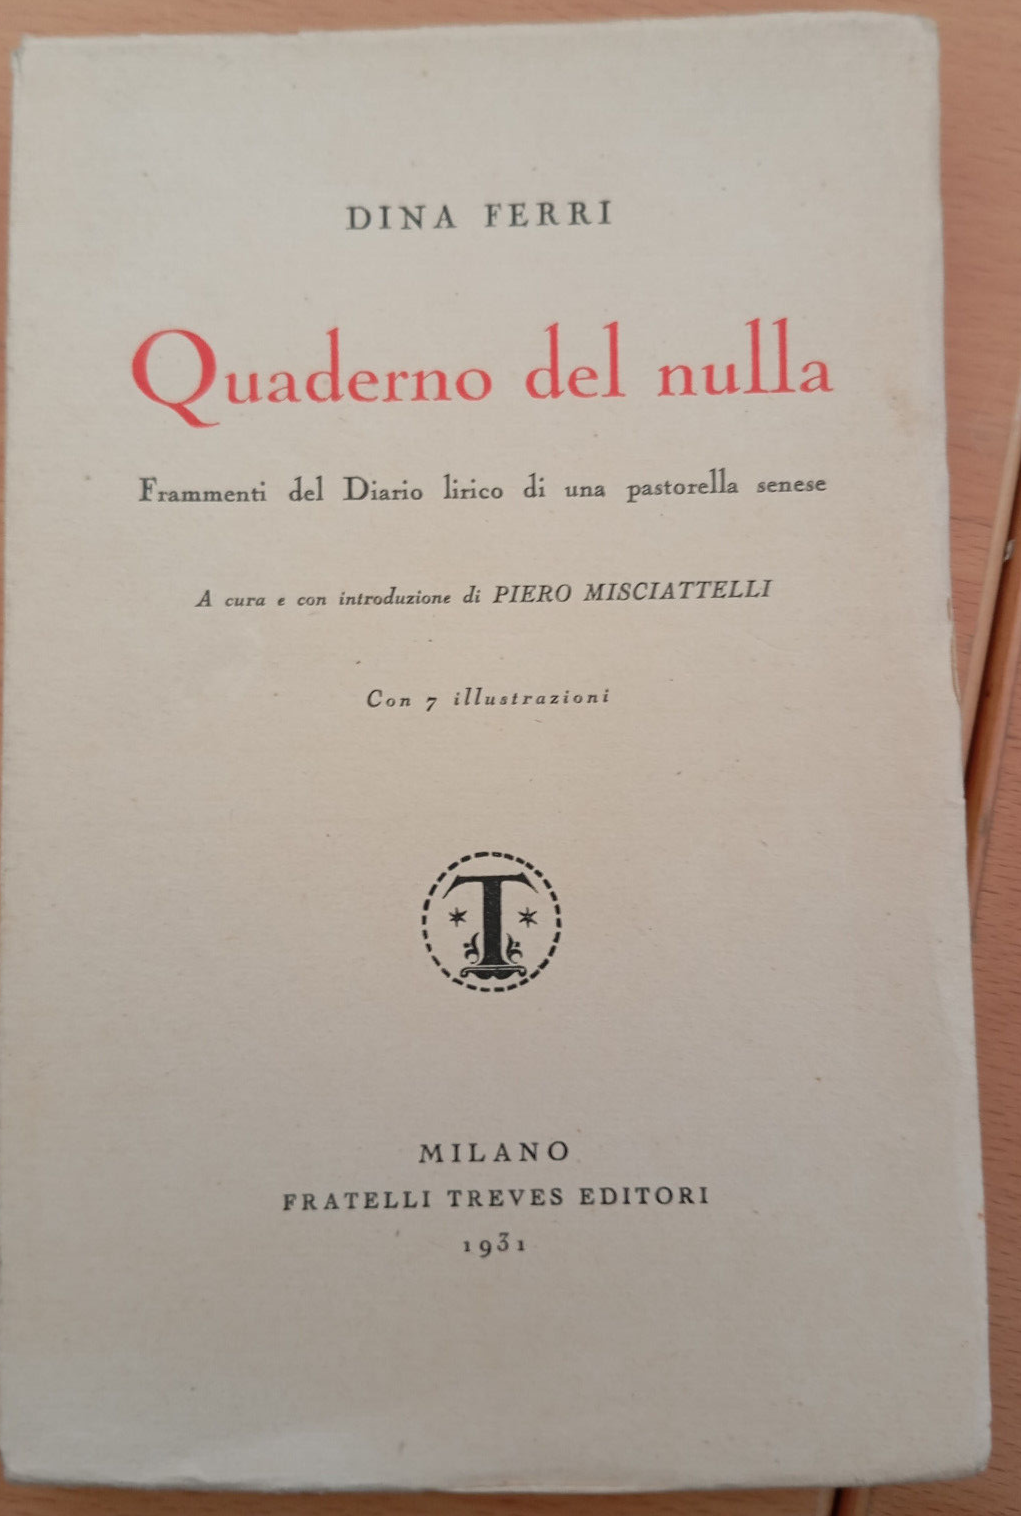 DINA FERRI
Quaderno del nulla
Frammenti del Diario lirico di una pastorella senese
A cura e con introduzione di PIERO MISCIATTELLI
Con 7 illustrazioni
T
MILANO
FRATELLI TREVES EDITORI
1931